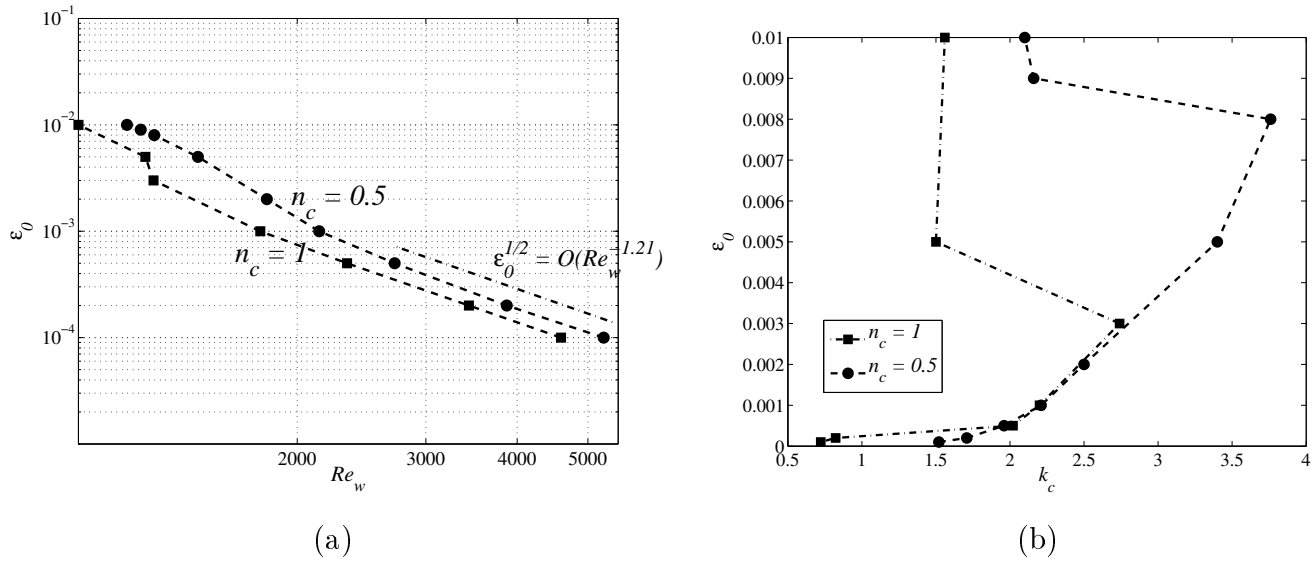 10^-1
10^-2
10^-3
10^-4
ε_0
n_c = 0.5
n_c = 1
ε_0^1/2 = O(Re_w^-1.21)
2000 3000 4000 5000
Re_w
(a)
0.01
0.009
0.008
0.007
0.006
0.005
0.004
0.003
0.002
0.001
0
ε_0
n_c = 1
n_c = 0.5
0.5 1 1.5 2 2.5 3 3.5 4
k_c
(b)